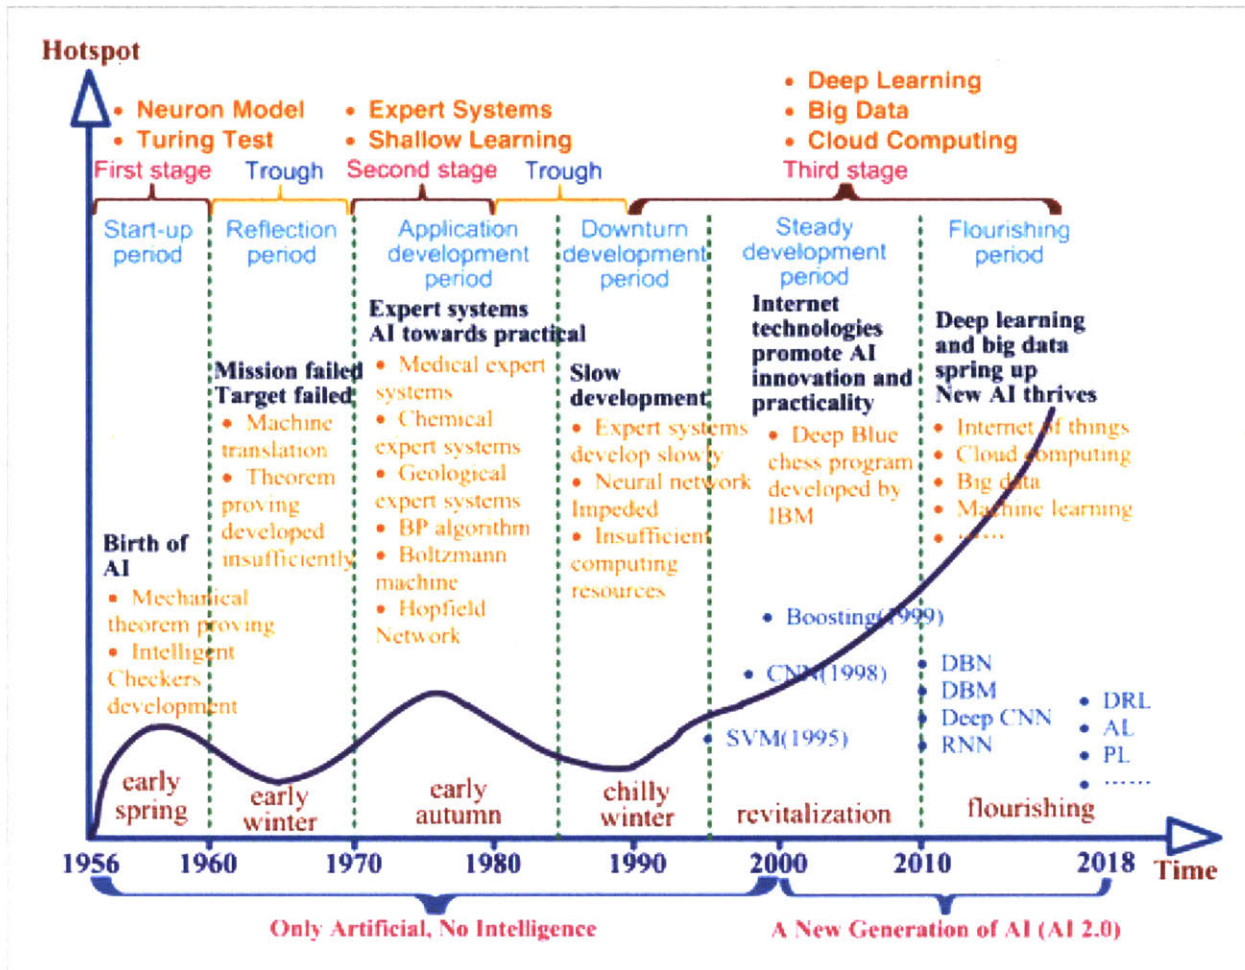 Hotspot
• Neuron Model
• Turing Test
First stage
Trough
• Expert Systems
• Shallow Learning
Second stage
Trough
• Deep Learning
• Big Data
• Cloud Computing
Third stage
Start-up
period
Reflection
period
Application
development
period
Downturn
development
period
Steady
development
period
Flourishing
period
Birth of
AI
• Mechanical
theorem proving
• Intelligent
Checkers
development
Mission failed
Target failed
• Machine
translation
• Theorem
proving
developed
insufficiently
Expert systems
AI towards practical
• Medical expert
systems
• Chemical
expert systems
• Geological
expert systems
• BP algorithm
• Boltzmann
machine
• Hopfield
Network
Slow
development
• Expert systems
develop slowly
• Neural network
Impeded
• Insufficient
computing
resources
Internet
technologies
promote AI
innovation and
practicality
• Deep Blue
chess program
developed by
IBM
Deep learning
and big data
spring up
New AI thrives
• Internet of things
• Cloud computing
• Big data
• Machine learning
• ······
• Boosting(1999)
• CNN(1998)
• SVM(1995)
• DBN
• DBM
• Deep CNN
• RNN
• DRL
• AL
• PL
• ······
early
spring
early
winter
early
autumn
chilly
winter
revitalization
flourishing
1956 1960 1970 1980 1990 2000 2010 2018 Time
Only Artificial, No Intelligence
A New Generation of AI (AI 2.0)